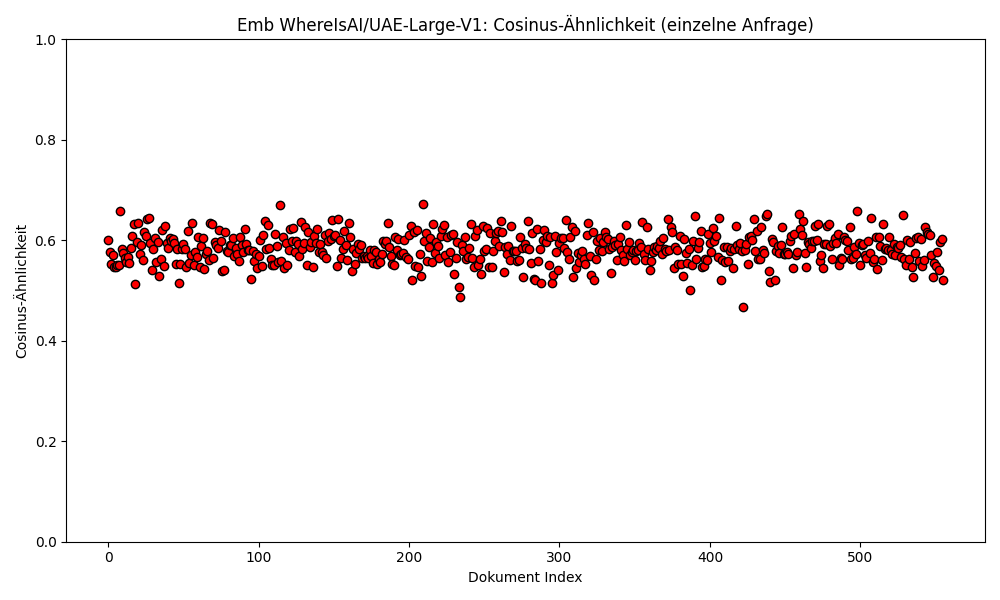 Emb WhereIsAI/UAE-Large-V1: Cosinus-Ähnlichkeit (einzelne Anfrage)
1.0
0.8
0.6
0.4
0.2
0.0
Cosinus-Ähnlichkeit
0 100 200 300 400 500
Dokument Index